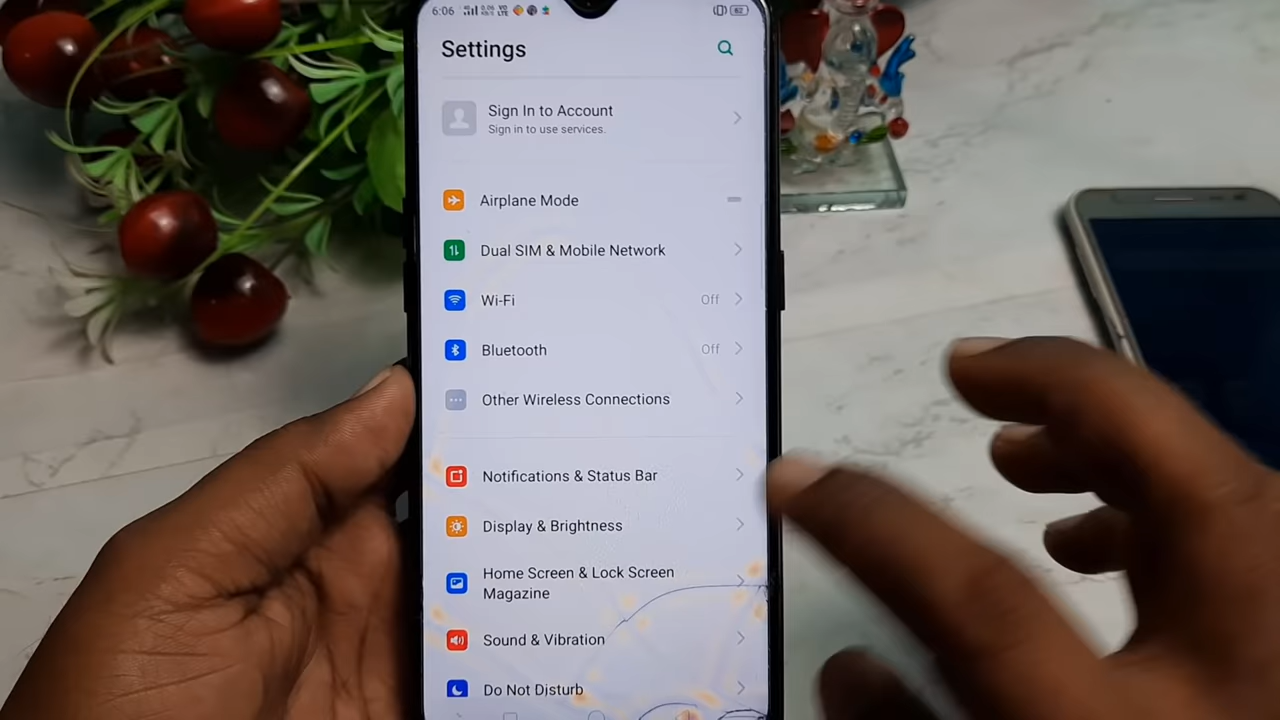 6:06
62
Settings
Sign In to Account
Sign in to use services.
Airplane Mode
Dual SIM & Mobile Network
Wi-Fi Off
Bluetooth Off
Other Wireless Connections
Notifications & Status Bar
Display & Brightness
Home Screen & Lock Screen
Magazine
Sound & Vibration
Do Not Disturb